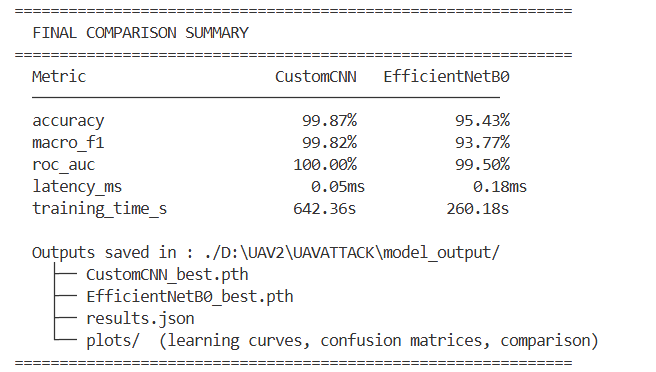 ==============================================================
FINAL COMPARISON SUMMARY
==============================================================
Metric CustomCNN EfficientNetB0
────────────────────────────────────────────────────
accuracy 99.87% 95.43%
macro_f1 99.82% 93.77%
roc_auc 100.00% 99.50%
latency_ms 0.05ms 0.18ms
training_time_s 642.36s 260.18s
Outputs saved in : ./D:\UAV2\UAVATTACK\model_output/
├── CustomCNN_best.pth
├── EfficientNetB0_best.pth
├── results.json
└── plots/ (learning curves, confusion matrices, comparison)
==============================================================